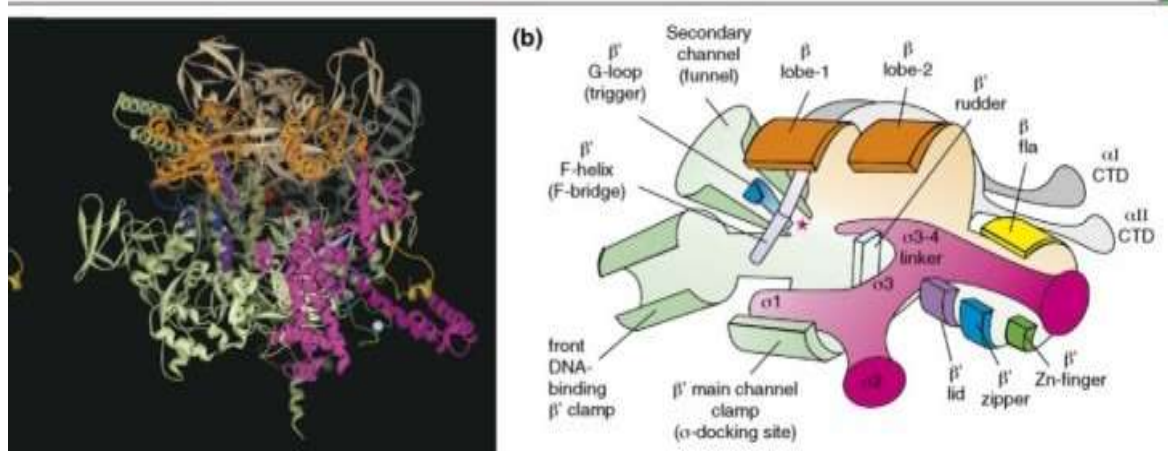 (b)
β'
G-loop
(trigger)
Secondary
channel
(funnel)
β
lobe-1
β
lobe-2
β'
rudder
β
fla
αI
CTD
αII
CTD
β'
F-helix
(F-bridge)
*
σ3-4
linker
σ3
σ1
σ2
front
DNA-
binding
β' clamp
β' main channel
clamp
(σ-docking site)
β'
lid
β'
zipper
β'
Zn-finger